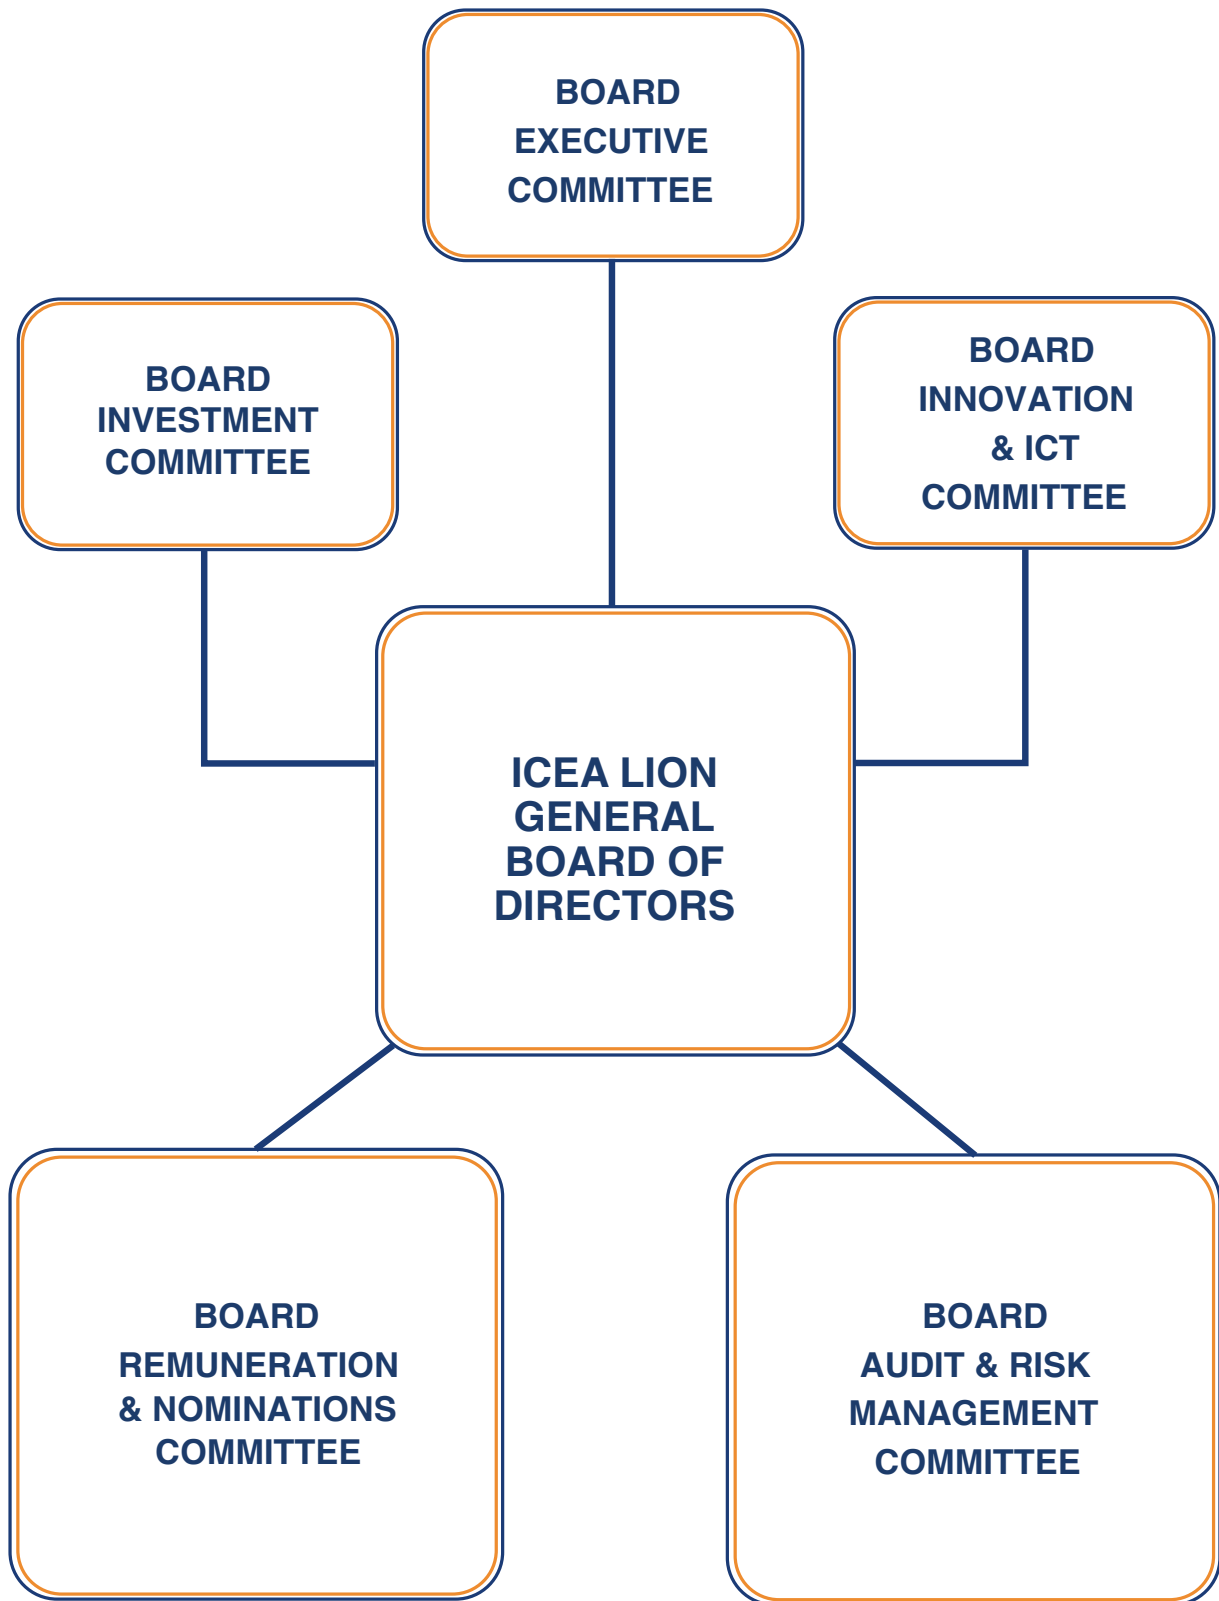 BOARD
EXECUTIVE
COMMITTEE
BOARD
INVESTMENT
COMMITTEE
BOARD
INNOVATION
& ICT
COMMITTEE
ICEA LION
GENERAL
BOARD OF
DIRECTORS
BOARD
REMUNERATION
& NOMINATIONS
COMMITTEE
BOARD
AUDIT & RISK
MANAGEMENT
COMMITTEE